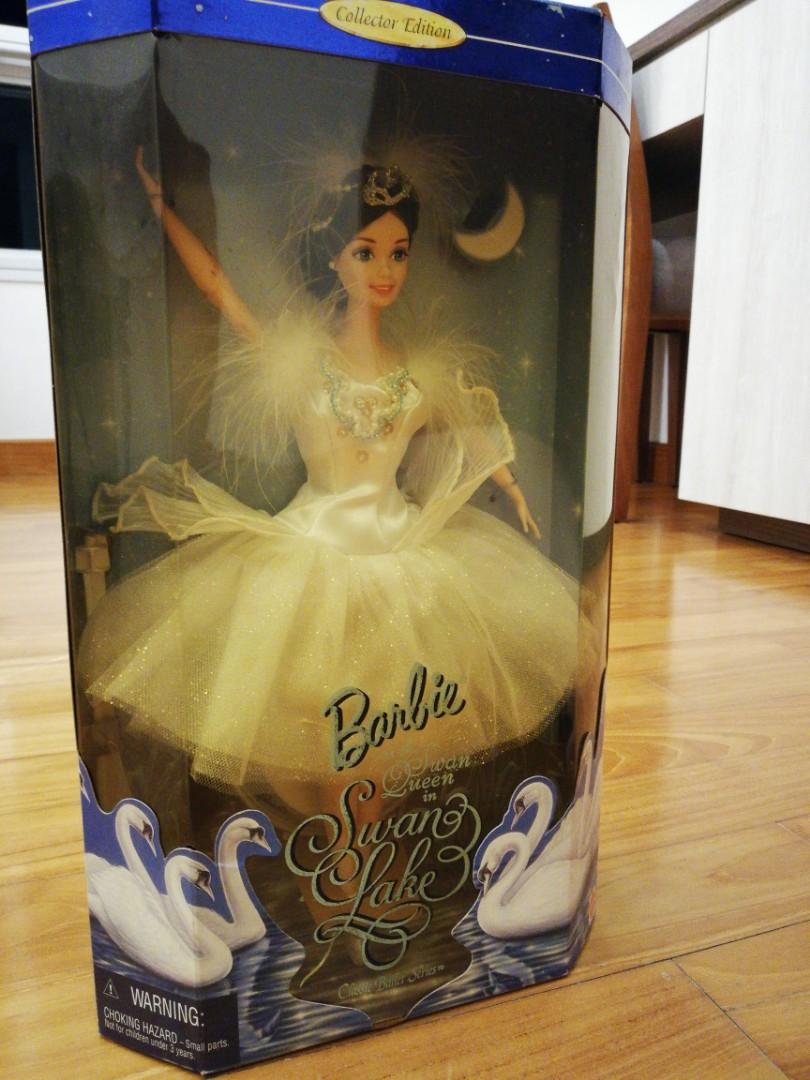 Collector Edition
Barbie
Swan
Queen
in
Swan
Lake
Classic Ballet Series™
WARNING:
CHOKING HAZARD - Small parts.
Not for children under 3 years.